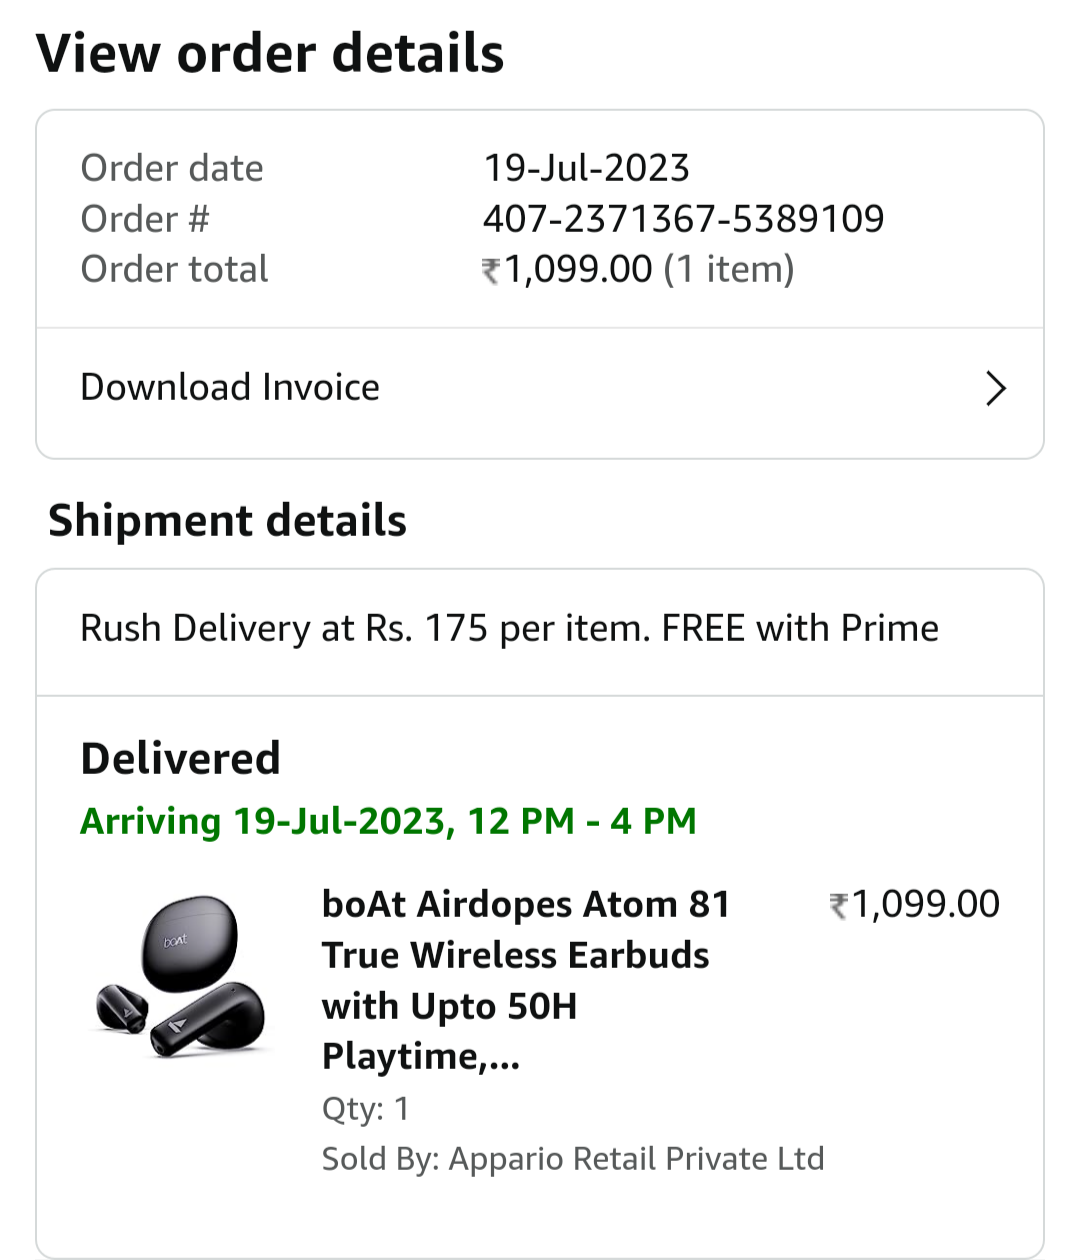 View order details
Order date 19-Jul-2023
Order # 407-2371367-5389109
Order total ₹1,099.00 (1 item)
Download Invoice
Shipment details
Rush Delivery at Rs. 175 per item. FREE with Prime
Delivered
Arriving 19-Jul-2023, 12 PM - 4 PM
boAt
boAt Airdopes Atom 81 ₹1,099.00
True Wireless Earbuds
with Upto 50H
Playtime,...
Qty: 1
Sold By: Appario Retail Private Ltd